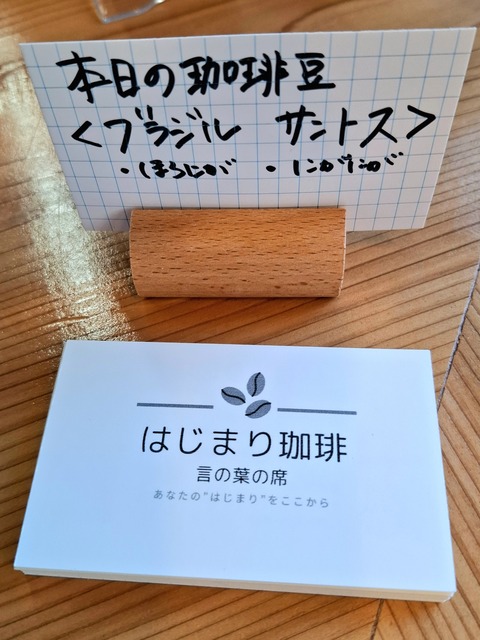 本日の珈琲豆
<ブラジル サントス>
・ほろにが ・にがにが
はじまり珈琲
言の葉の席
あなたの"はじまり"をここから